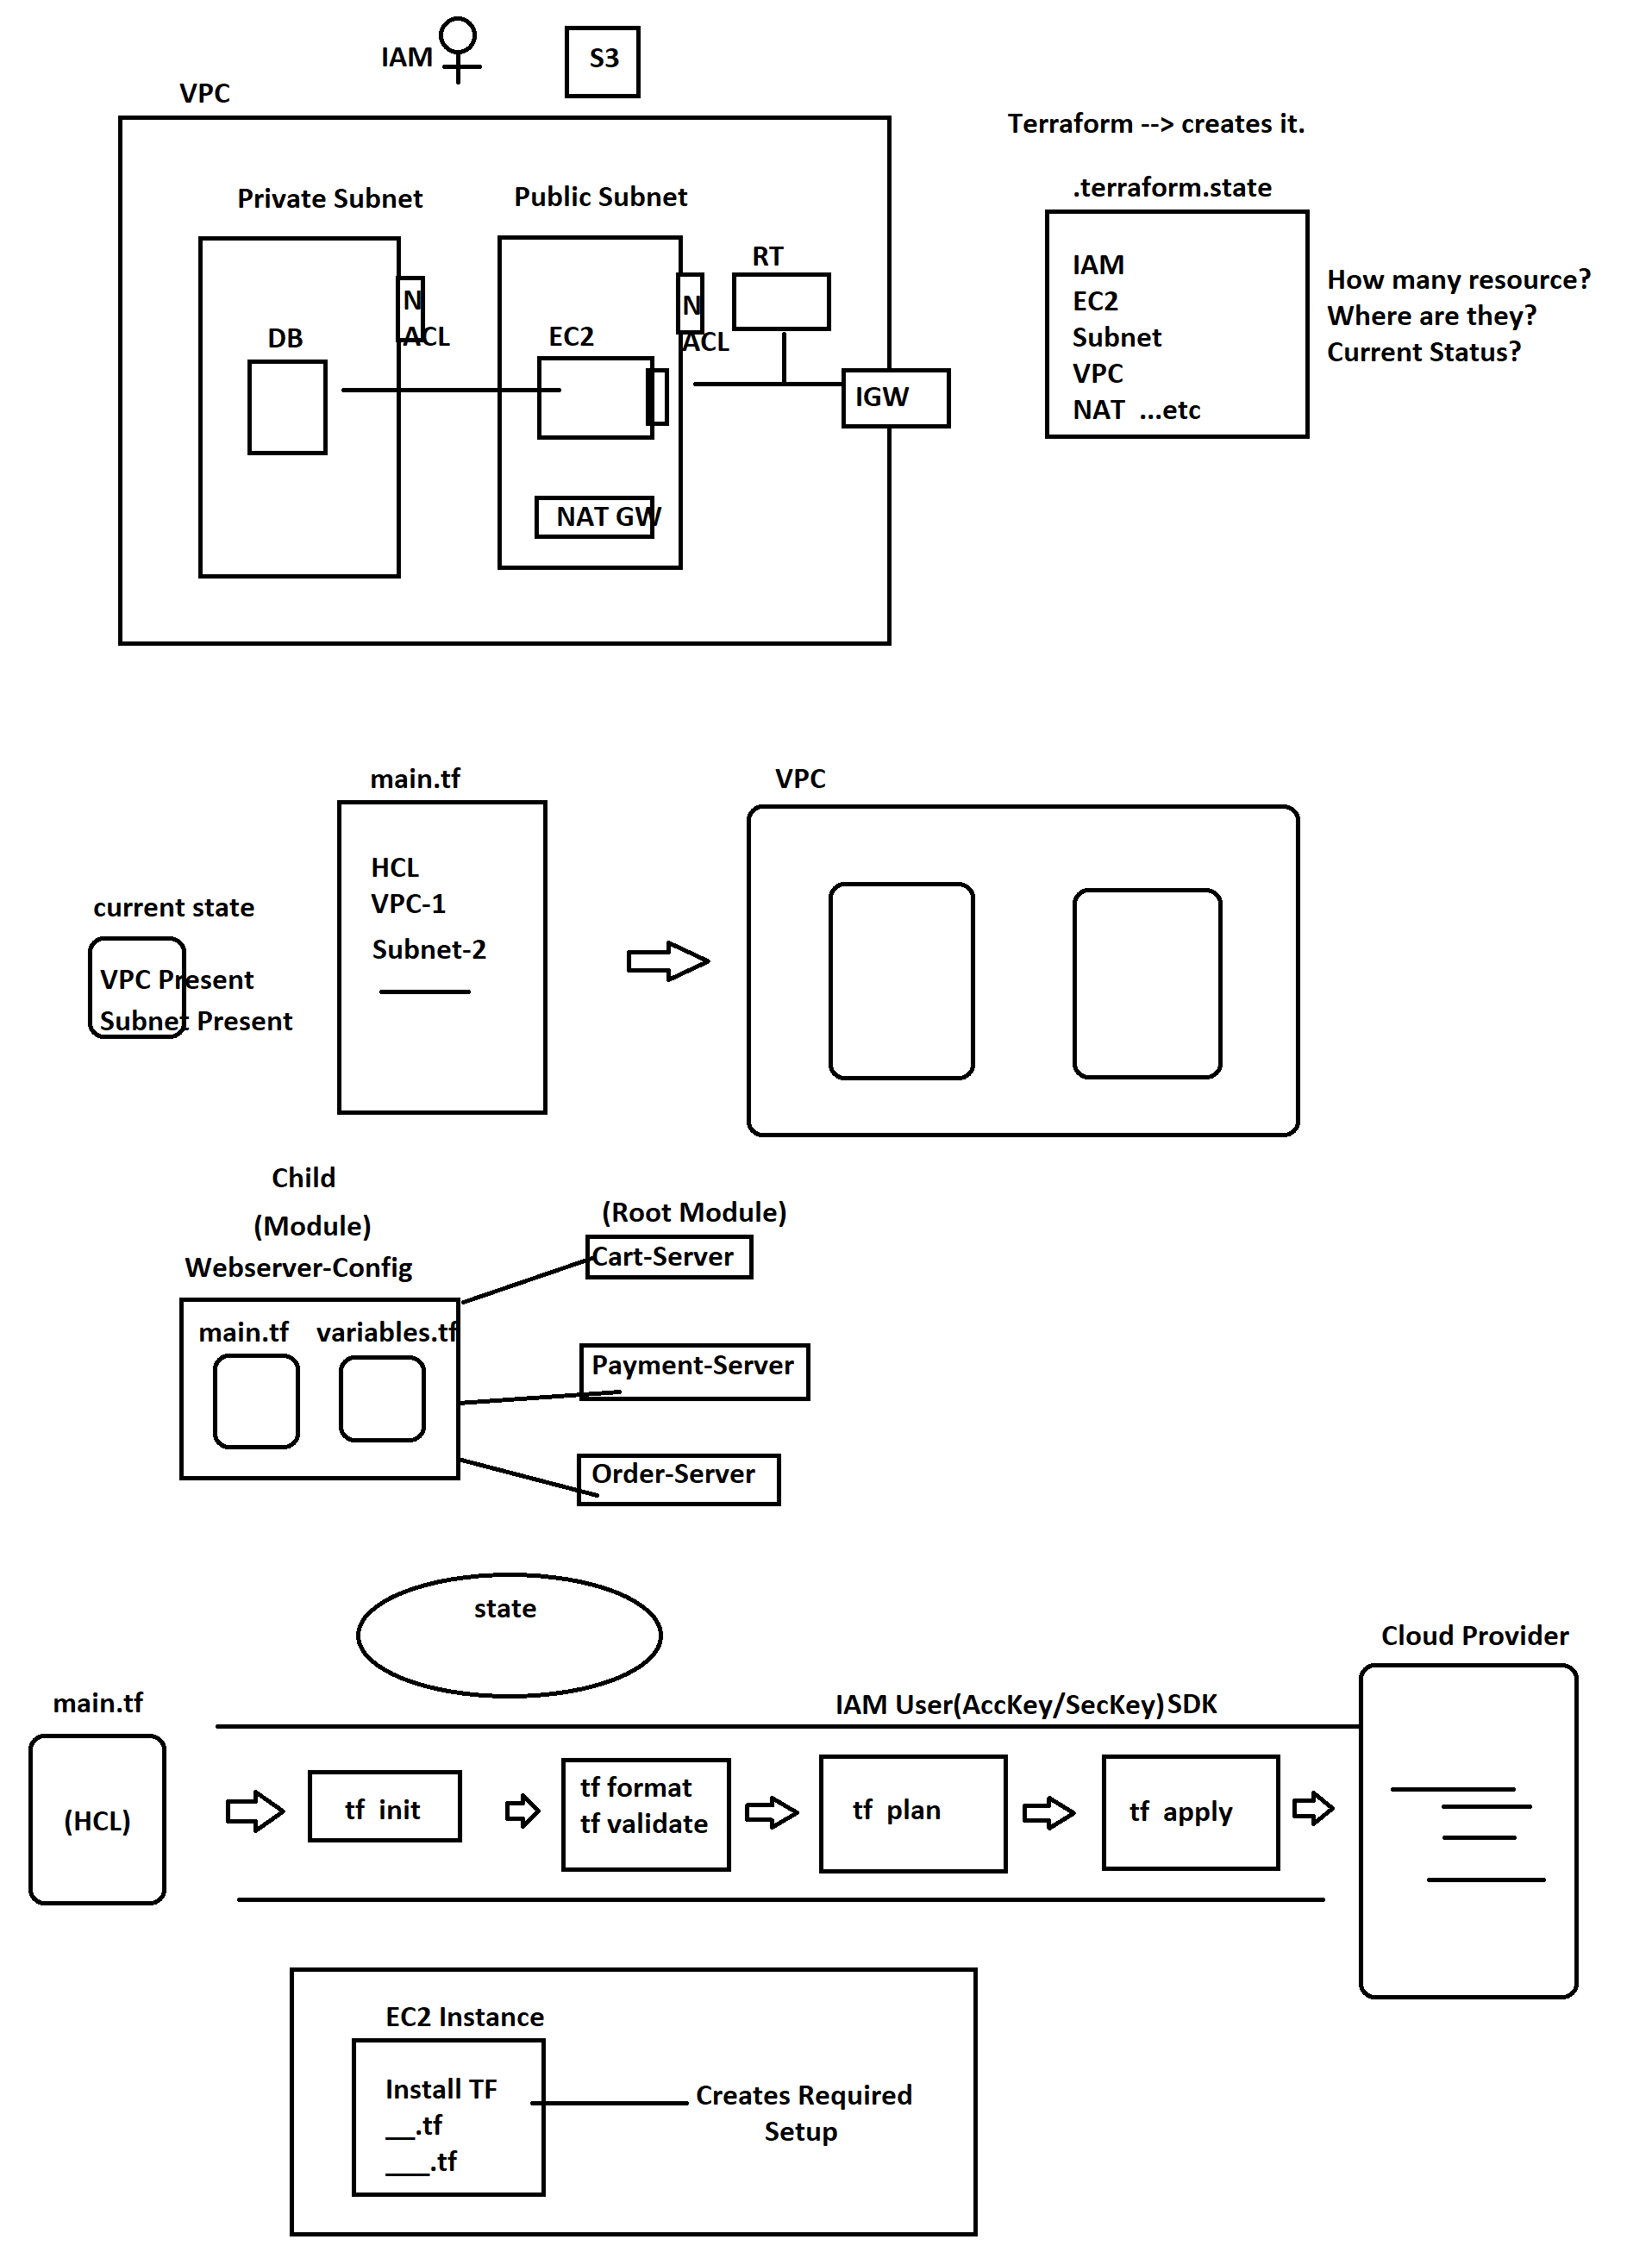 IAM
S3
VPC
Terraform --> creates it.
.terraform.state
Private Subnet
Public Subnet
RT
IAM
EC2
Subnet
VPC
NAT ...etc
How many resource?
Where are they?
Current Status?
N
ACL
N
ACL
DB
EC2
IGW
NAT GW
main.tf
VPC
HCL
VPC-1
Subnet-2
current state
VPC Present
Subnet Present
Child
(Module)
Webserver-Config
(Root Module)
Cart-Server
main.tf
variables.tf
Payment-Server
Order-Server
state
Cloud Provider
main.tf
IAM User(AccKey/SecKey) SDK
(HCL)
tf init
tf format
tf validate
tf plan
tf apply
EC2 Instance
Install TF
__.tf
___.tf
Creates Required
Setup